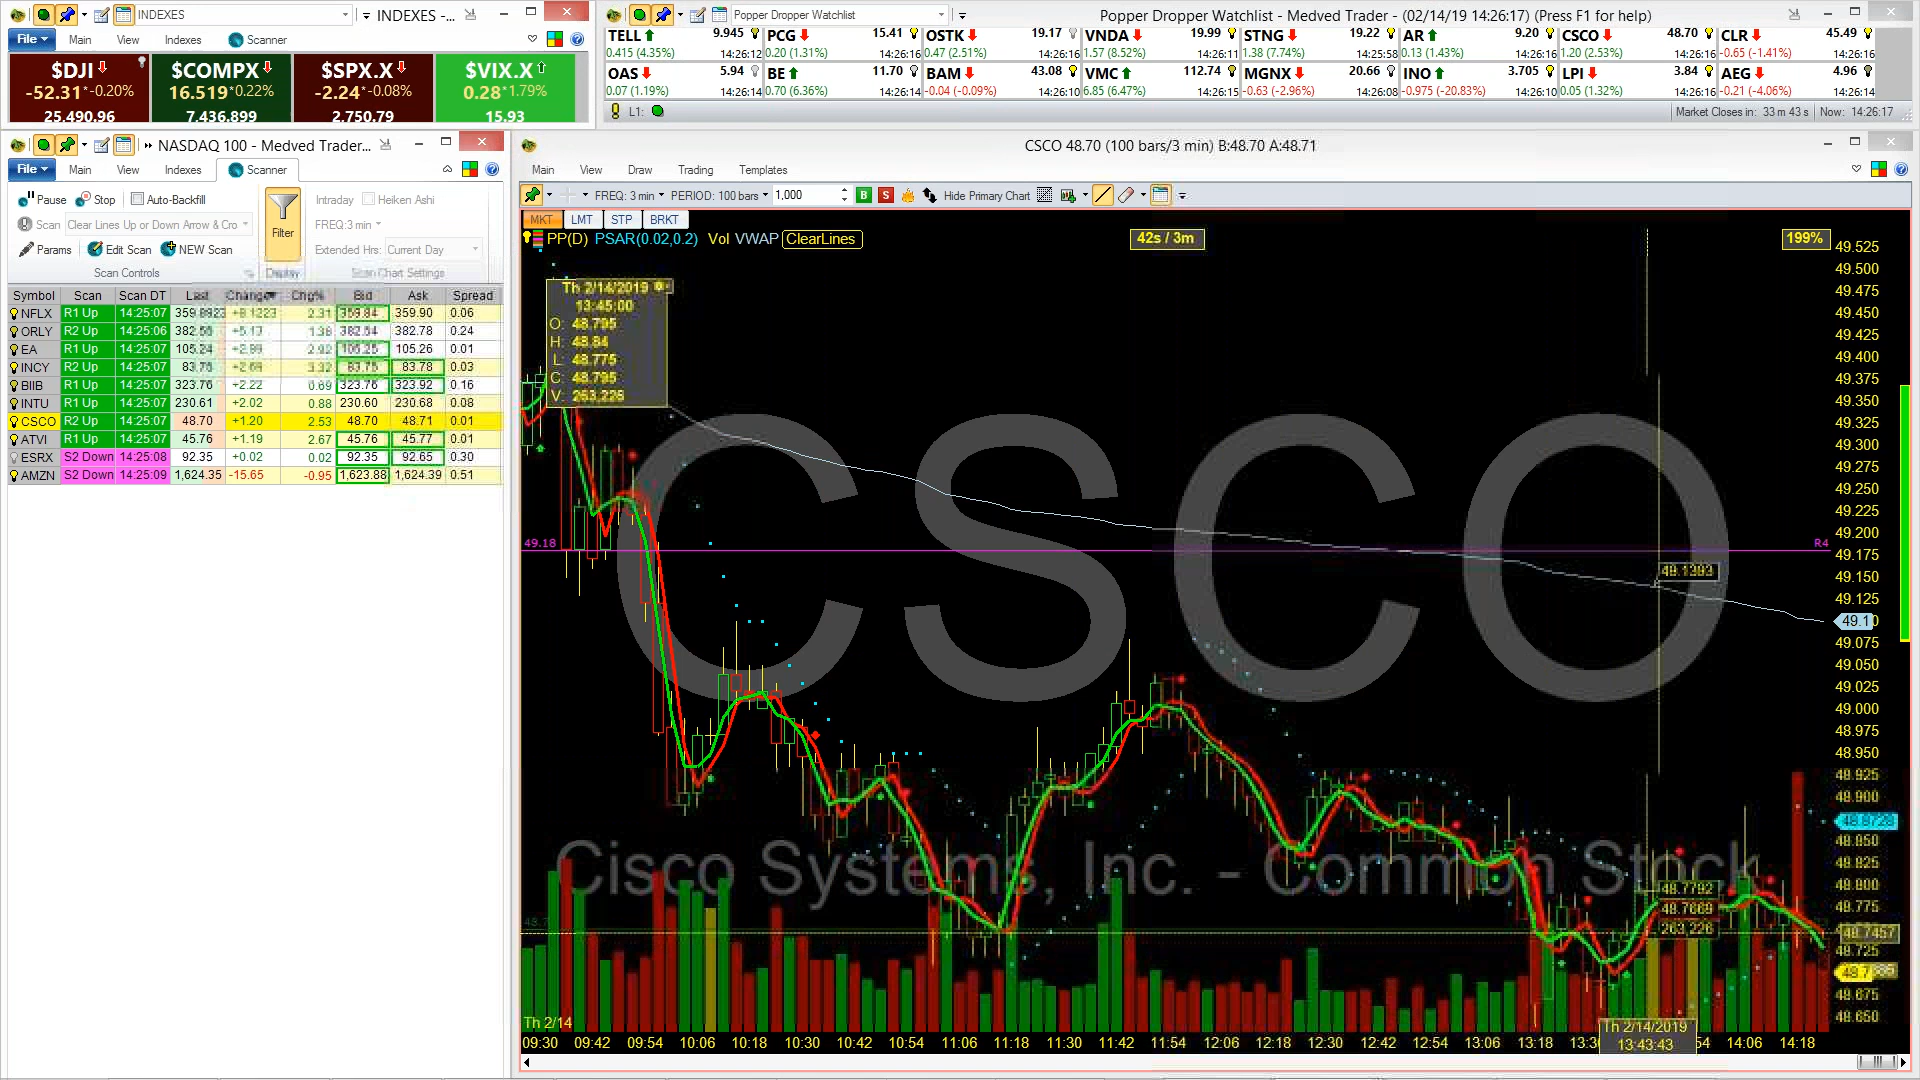 INDEXES
INDEXES -...
File
Main
View
Indexes
Scanner
$DJI
-52.31 -0.20%
25,490.96
$COMPX
16.519 0.22%
7,436.899
$SPX.X
-2.24 -0.08%
2,750.79
$VIX.X
0.28 1.79%
15.93
Popper Dropper Watchlist
Popper Dropper Watchlist - Medved Trader - (02/14/19 14:26:17) (Press F1 for help)
TELL 9.945
0.415 (4.35%) 14:26:12
PCG 15.41
0.20 (1.31%) 14:26:16
OSTK 19.17
0.47 (2.51%) 14:26:16
VNDA 19.99
1.57 (8.52%) 14:26:11
STNG 19.22
1.38 (7.74%) 14:25:58
AR 9.20
0.13 (1.43%) 14:26:16
CSCO 48.70
1.20 (2.53%) 14:26:16
CLR 45.49
-0.65 (-1.41%) 14:26:16
OAS 5.94
0.07 (1.19%) 14:26:14
BE 11.70
0.70 (6.36%) 14:26:14
BAM 43.08
-0.04 (-0.09%) 14:26:10
VMC 112.74
6.85 (6.47%) 14:26:15
MGNX 20.66
-0.63 (-2.96%) 14:26:08
INO 3.705
-0.975 (-20.83%) 14:26:10
LPI 3.84
0.05 (1.32%) 14:26:16
AEG 4.96
-0.21 (-4.06%) 14:26:14
L1:
Market Closes in: 33 m 43 s
Now: 14:26:17
NASDAQ 100 - Medved Trader...
File
Main
View
Indexes
Scanner
Pause
Stop
Auto-Backfill
Scan
Clear Lines Up or Down Arrow & Cro
Params
Edit Scan
NEW Scan
Scan Controls
Filter
Display
Intraday
Heiken Ashi
FREQ:3 min
Extended Hrs: Current Day
Scan Chart Settings
Symbol Scan Scan DT Last Change Chg% Bid Ask Spread
NFLX R1 Up 14:25:07 359.8923 +8.1223 2.31 359.84 359.90 0.06
ORLY R2 Up 14:25:06 1.38 382.78 0.24
EA R1 Up 14:25:07 105.24 2.92 105.25 105.26 0.01
INCY R2 Up 14:25:07 3.32 83.75 83.78 0.03
BIIB R1 Up 14:25:07 323.76 +2.22 0.69 323.76 323.92 0.16
INTU R1 Up 14:25:07 230.61 +2.02 0.88 230.60 230.68 0.08
CSCO R2 Up 14:25:07 48.70 +1.20 2.53 48.70 48.71 0.01
ATVI R1 Up 14:25:07 45.76 +1.19 2.67 45.76 45.77 0.01
ESRX S2 Down 14:25:08 92.35 +0.02 0.02 92.35 92.65 0.30
AMZN S2 Down 14:25:09 1,624.35 -15.65 -0.95 1,623.88 1,624.39 0.51
CSCO 48.70 (100 bars/3 min) B:48.70 A:48.71
Main
View
Draw
Trading
Templates
FREQ: 3 min
PERIOD: 100 bars
1,000
B
S
Hide Primary Chart
MKT
LMT
STP
BRKT
PP(D) PSAR(0.02,0.2) Vol VWAP ClearLines
42s / 3m
199%
Th 2/14/2019
13:45:00
O: 48.795
H: 48.84
L: 48.775
C: 48.795
V: 263,226
49.18
R4
49.1393
CSCO
Cisco Systems, Inc. - Common Stock
48.7792
48.7669
263,226
49.525
49.500
49.475
49.450
49.425
49.400
49.375
49.350
49.325
49.300
49.275
49.250
49.225
49.200
49.175
49.150
49.125
49.10
49.075
49.050
49.025
49.000
48.975
48.950
48.925
48.900
48.850
48.825
48.800
48.775
48.7457
48.725
48.675
48.650
Th 2/14
09:30 09:42 09:54 10:06 10:18 10:30 10:42 10:54 11:06 11:18 11:30 11:42 11:54 12:06 12:18 12:30 12:42 12:54 13:06 13:18 14:06 14:18
Th 2/14/2019
13:43:43